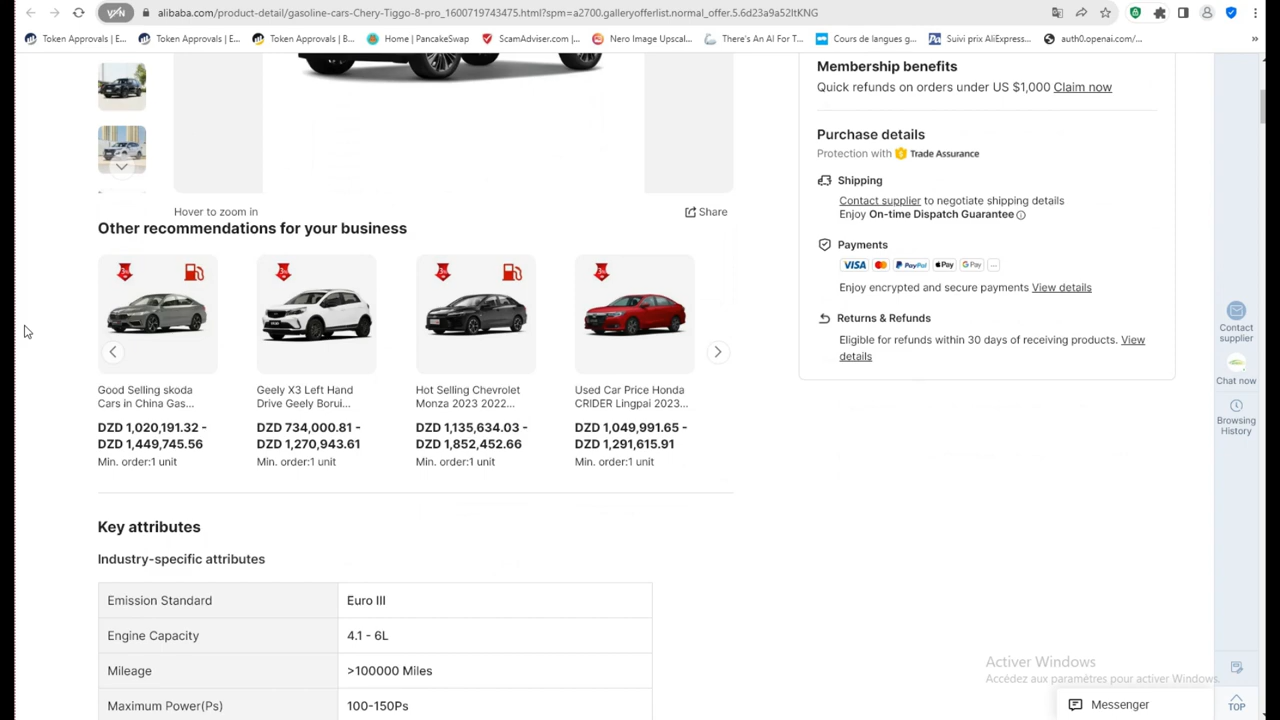 alibaba.com/product-detail/gasoline-cars-Chery-Tiggo-8-pro_1600719743475.html?spm=a2700.galleryofferlist.normal_offer.5.6d23a9a52ItKNG
Token Approvals | E... Token Approvals | E... Token Approvals | B... Home | PancakeSwap ScamAdviser.com |... Nero Image Upscal... There's An AI For T... Cours de langues g... Suivi prix AliExpress... auth0.openai.com/... »
Membership benefits
Quick refunds on orders under US $1,000 Claim now
Purchase details
Protection with Trade Assurance
Shipping
Contact supplier to negotiate shipping details
Enjoy On-time Dispatch Guarantee
Hover to zoom in
Share
Other recommendations for your business
Payments
VISA PayPal Pay G Pay ...
Enjoy encrypted and secure payments View details
Returns & Refunds
Eligible for refunds within 30 days of receiving products. View
details
Contact
supplier
Chat now
Browsing
History
Good Selling skoda
Cars in China Gas...
DZD 1,020,191.32 -
DZD 1,449,745.56
Min. order:1 unit
Geely X3 Left Hand
Drive Geely Borui...
DZD 734,000.81 -
DZD 1,270,943.61
Min. order:1 unit
Hot Selling Chevrolet
Monza 2023 2022...
DZD 1,135,634.03 -
DZD 1,852,452.66
Min. order:1 unit
Used Car Price Honda
CRIDER Lingpai 2023...
DZD 1,049,991.65 -
DZD 1,291,615.91
Min. order:1 unit
Key attributes
Industry-specific attributes
Emission Standard Euro III
Engine Capacity 4.1 - 6L
Mileage >100000 Miles
Maximum Power(Ps) 100-150Ps
Activer Windows
Accédez aux paramètres pour activer Windows.
Messenger
TOP